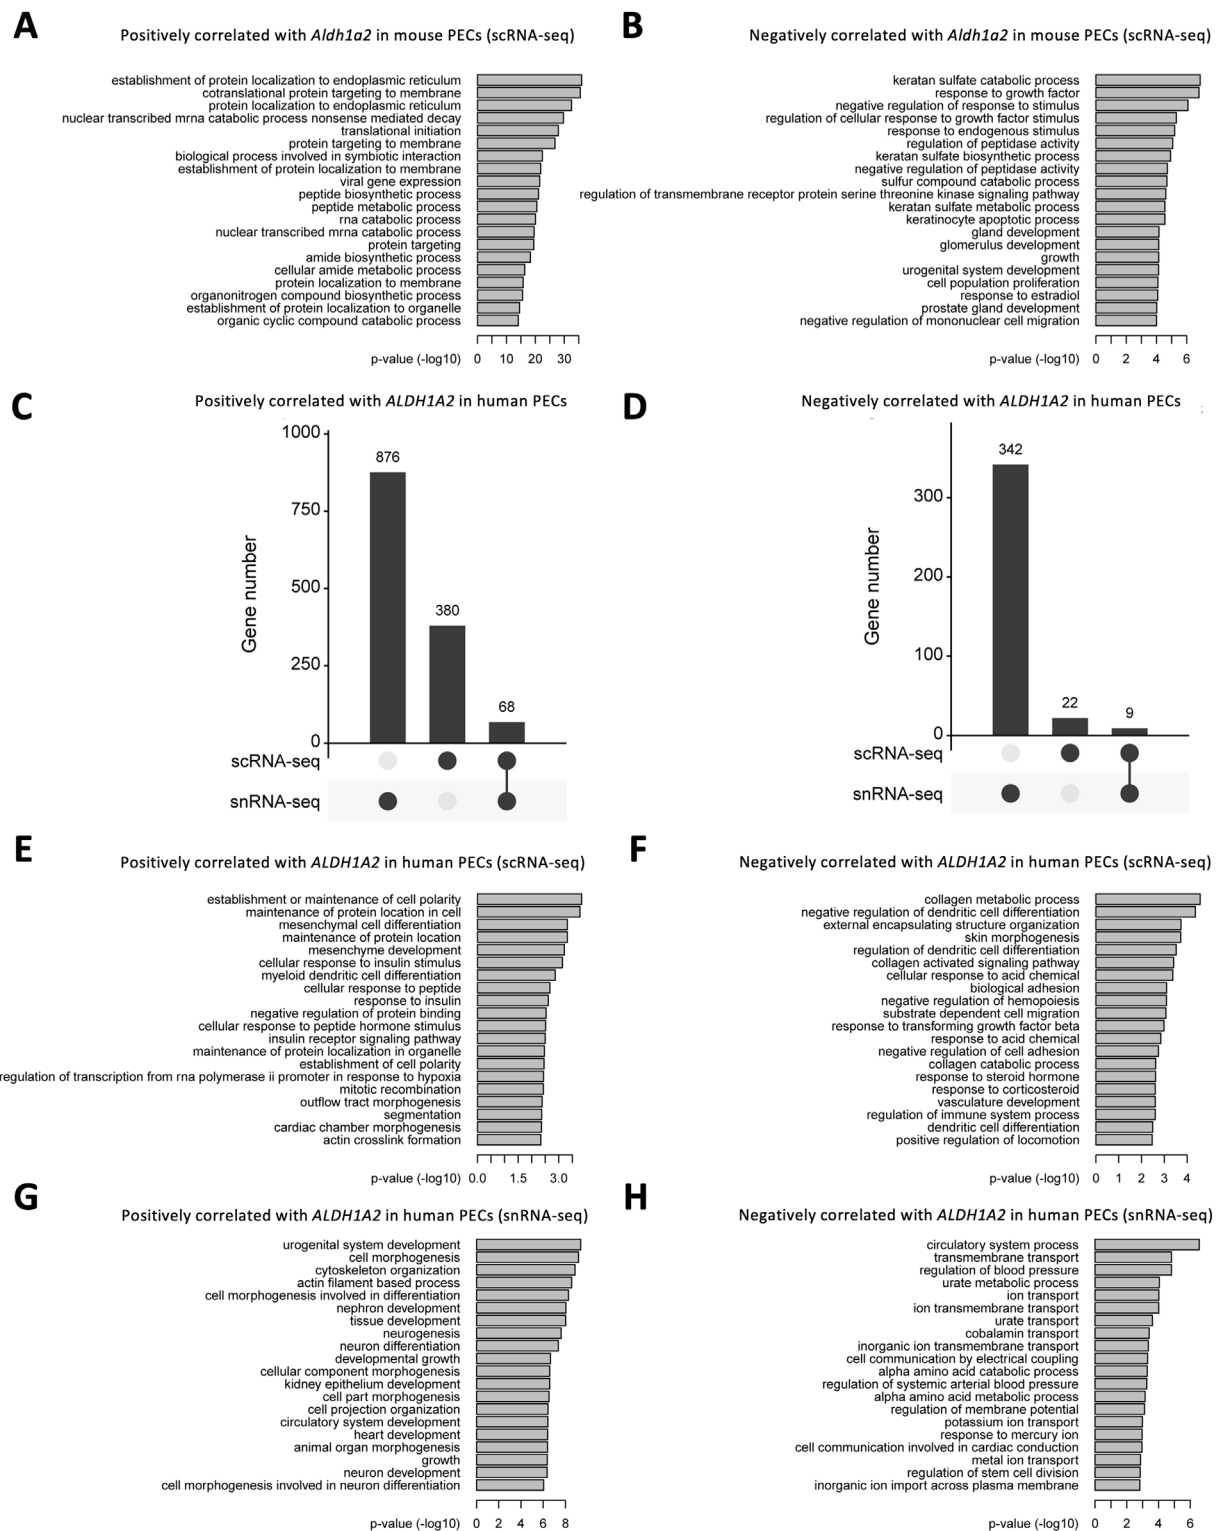 A
Positively correlated with Aldh1a2 in mouse PECs (scRNA-seq)
establishment of protein localization to endoplasmic reticulum
cotranslational protein targeting to membrane
protein localization to endoplasmic reticulum
nuclear transcribed mrna catabolic process nonsense mediated decay
translational initiation
protein targeting to membrane
biological process involved in symbiotic interaction
establishment of protein localization to membrane
viral gene expression
peptide biosynthetic process
peptide metabolic process
rna catabolic process
nuclear transcribed mrna catabolic process
protein targeting
amide biosynthetic process
cellular amide metabolic process
protein localization to membrane
organonitrogen compound biosynthetic process
establishment of protein localization to organelle
organic cyclic compound catabolic process
p-value (-log10) 0 10 20 30
B
Negatively correlated with Aldh1a2 in mouse PECs (scRNA-seq)
keratan sulfate catabolic process
response to growth factor
negative regulation of response to stimulus
regulation of cellular response to growth factor stimulus
response to endogenous stimulus
regulation of peptidase activity
keratan sulfate biosynthetic process
negative regulation of peptidase activity
sulfur compound catabolic process
regulation of transmembrane receptor protein serine threonine kinase signaling pathway
keratan sulfate metabolic process
keratinocyte apoptotic process
gland development
glomerulus development
growth
urogenital system development
cell population proliferation
response to estradiol
prostate gland development
negative regulation of mononuclear cell migration
p-value (-log10) 0 2 4 6
C
Positively correlated with ALDH1A2 in human PECs
Gene number
1000
750
500
250
0
876
380
68
scRNA-seq
snRNA-seq
D
Negatively correlated with ALDH1A2 in human PECs
Gene number
300
200
100
0
342
22
9
scRNA-seq
snRNA-seq
E
Positively correlated with ALDH1A2 in human PECs (scRNA-seq)
establishment or maintenance of cell polarity
maintenance of protein location in cell
mesenchymal cell differentiation
maintenance of protein location
mesenchyme development
cellular response to insulin stimulus
myeloid dendritic cell differentiation
cellular response to peptide
response to insulin
negative regulation of protein binding
cellular response to peptide hormone stimulus
insulin receptor signaling pathway
maintenance of protein localization in organelle
establishment of cell polarity
regulation of transcription from rna polymerase ii promoter in response to hypoxia
mitotic recombination
outflow tract morphogenesis
segmentation
cardiac chamber morphogenesis
actin crosslink formation
p-value (-log10) 0.0 1.5 3.0
F
Negatively correlated with ALDH1A2 in human PECs (scRNA-seq)
collagen metabolic process
negative regulation of dendritic cell differentiation
external encapsulating structure organization
skin morphogenesis
regulation of dendritic cell differentiation
collagen activated signaling pathway
cellular response to acid chemical
biological adhesion
negative regulation of hemopoiesis
substrate dependent cell migration
response to transforming growth factor beta
response to acid chemical
negative regulation of cell adhesion
collagen catabolic process
response to steroid hormone
response to corticosteroid
vasculature development
regulation of immune system process
dendritic cell differentiation
positive regulation of locomotion
p-value (-log10) 0 1 2 3 4
G
Positively correlated with ALDH1A2 in human PECs (snRNA-seq)
urogenital system development
cell morphogenesis
cytoskeleton organization
actin filament based process
cell morphogenesis involved in differentiation
nephron development
tissue development
neurogenesis
neuron differentiation
developmental growth
cellular component morphogenesis
kidney epithelium development
cell part morphogenesis
cell projection organization
circulatory system development
heart development
animal organ morphogenesis
growth
neuron development
cell morphogenesis involved in neuron differentiation
p-value (-log10) 0 2 4 6 8
H
Negatively correlated with ALDH1A2 in human PECs (snRNA-seq)
circulatory system process
transmembrane transport
regulation of blood pressure
urate metabolic process
ion transport
ion transmembrane transport
urate transport
cobalamin transport
inorganic ion transmembrane transport
cell communication by electrical coupling
alpha amino acid catabolic process
regulation of systemic arterial blood pressure
alpha amino acid metabolic process
regulation of membrane potential
potassium ion transport
response to mercury ion
cell communication involved in cardiac conduction
metal ion transport
regulation of stem cell division
inorganic ion import across plasma membrane
p-value (-log10) 0 2 4 6